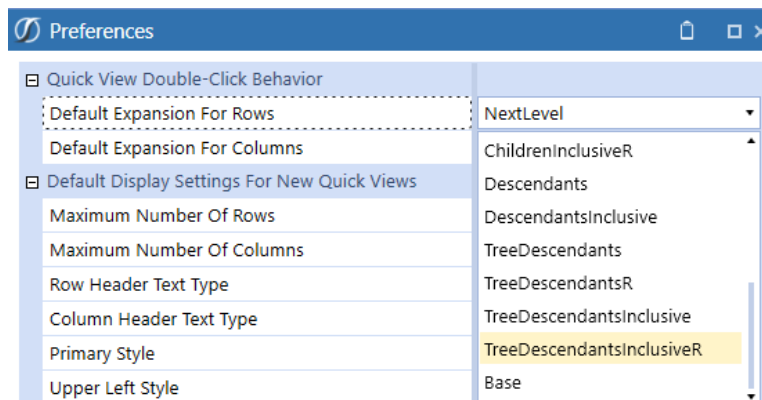 Preferences
Quick View Double-Click Behavior
Default Expansion For Rows
NextLevel
Default Expansion For Columns
ChildrenInclusiveR
Descendants
DescendantsInclusive
TreeDescendants
TreeDescendantsR
TreeDescendantsInclusive
TreeDescendantsInclusiveR
Base
Default Display Settings For New Quick Views
Maximum Number Of Rows
Maximum Number Of Columns
Row Header Text Type
Column Header Text Type
Primary Style
Upper Left Style